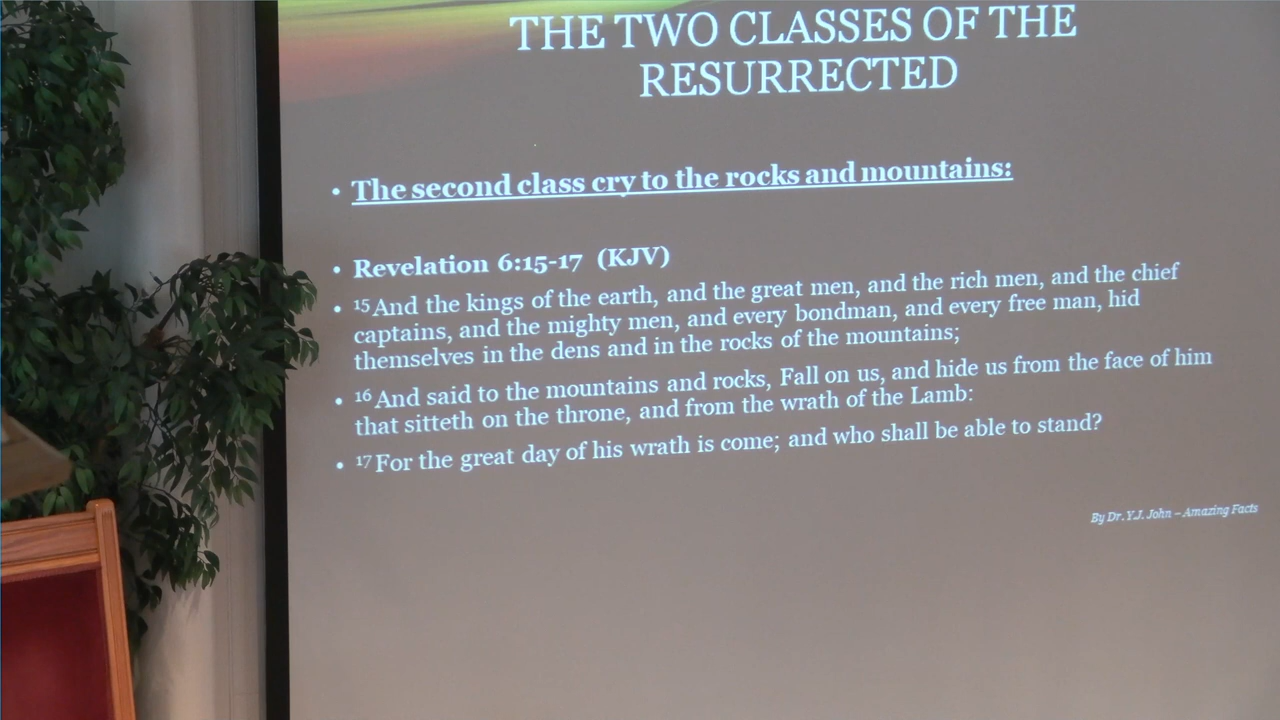 THE TWO CLASSES OF THE
RESURRECTED
• The second class cry to the rocks and mountains:
• Revelation 6:15-17 (KJV)
• 15 And the kings of the earth, and the great men, and the rich men, and the chief
captains, and the mighty men, and every bondman, and every free man, hid
themselves in the dens and in the rocks of the mountains;
• 16 And said to the mountains and rocks, Fall on us, and hide us from the face of him
that sitteth on the throne, and from the wrath of the Lamb:
• 17 For the great day of his wrath is come; and who shall be able to stand?
By Dr. Y.J. John – Amazing Facts